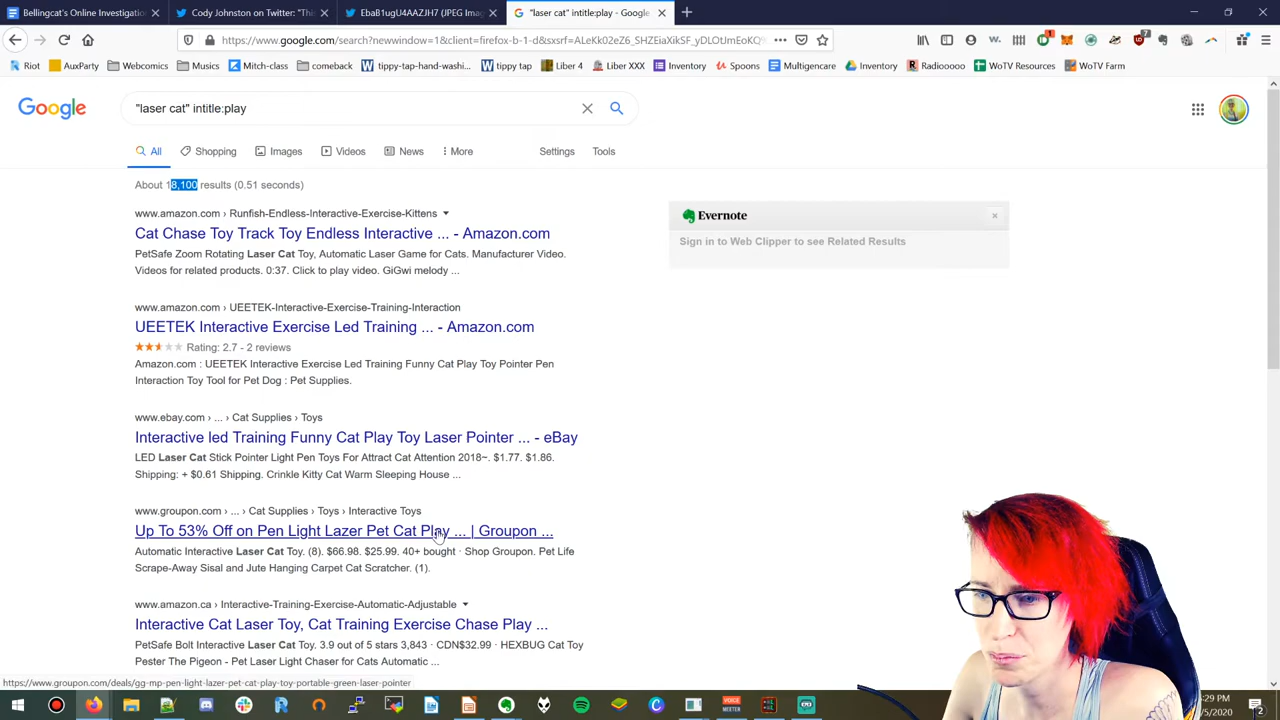 Bellingcat's Online Investigati
Cody Johnston on Twitter: "This
EbaB1ugU4AAZJH7 (JPEG Imag
"laser cat" intitle:play - Google
https://www.google.com/search?newwindow=1&client=firefox-b-1-d&sxsrf=ALeKk02eZ6_SHZEiaXikSF_yDLOtUmEoKQ
Riot
AuxParty
Webcomics
Musics
Mitch-class
comeback
tippy-tap-hand-washi...
tippy tap
Liber 4
Liber XXX
Inventory
Spoons
Multigencare
Inventory
Radiooooo
WoTV Resources
WoTV Farm
Google
"laser cat" intitle:play
All
Shopping
Images
Videos
News
More
Settings
Tools
About 18,100 results (0.51 seconds)
www.amazon.com › Runfish-Endless-Interactive-Exercise-Kittens
Cat Chase Toy Track Toy Endless Interactive ... - Amazon.com
PetSafe Zoom Rotating Laser Cat Toy, Automatic Laser Game for Cats. Manufacturer Video.
Videos for related products. 0:37. Click to play video. GiGwi melody ...
Evernote
Sign in to Web Clipper to see Related Results
www.amazon.com › UEETEK-Interactive-Exercise-Training-Interaction
UEETEK Interactive Exercise Led Training ... - Amazon.com
Rating: 2.7 - 2 reviews
Amazon.com : UEETEK Interactive Exercise Led Training Funny Cat Play Toy Pointer Pen
Interaction Toy Tool for Pet Dog : Pet Supplies.
www.ebay.com › ... › Cat Supplies › Toys
Interactive led Training Funny Cat Play Toy Laser Pointer ... - eBay
LED Laser Cat Stick Pointer Light Pen Toys For Attract Cat Attention 2018~. $1.77. $1.86.
Shipping: + $0.61 Shipping. Crinkle Kitty Cat Warm Sleeping House ...
www.groupon.com › ... › Cat Supplies › Toys › Interactive Toys
Up To 53% Off on Pen Light Lazer Pet Cat Play ... | Groupon ...
Automatic Interactive Laser Cat Toy. (8). $66.98. $25.99. 40+ bought · Shop Groupon. Pet Life
Scrape-Away Sisal and Jute Hanging Carpet Cat Scratcher. (1).
www.amazon.ca › Interactive-Training-Exercise-Automatic-Adjustable
Interactive Cat Laser Toy, Cat Training Exercise Chase Play ...
PetSafe Bolt Interactive Laser Cat Toy. 3.9 out of 5 stars 3,843 · CDN$32.99 · HEXBUG Cat Toy
Pester The Pigeon - Pet Laser Light Chaser for Cats Automatic ...
https://www.groupon.com/deals/gg-mp-pen-light-lazer-pet-cat-play-toy-portable-green-laser-pointer
VOICE
MEETER
:29 PM
/5/2020